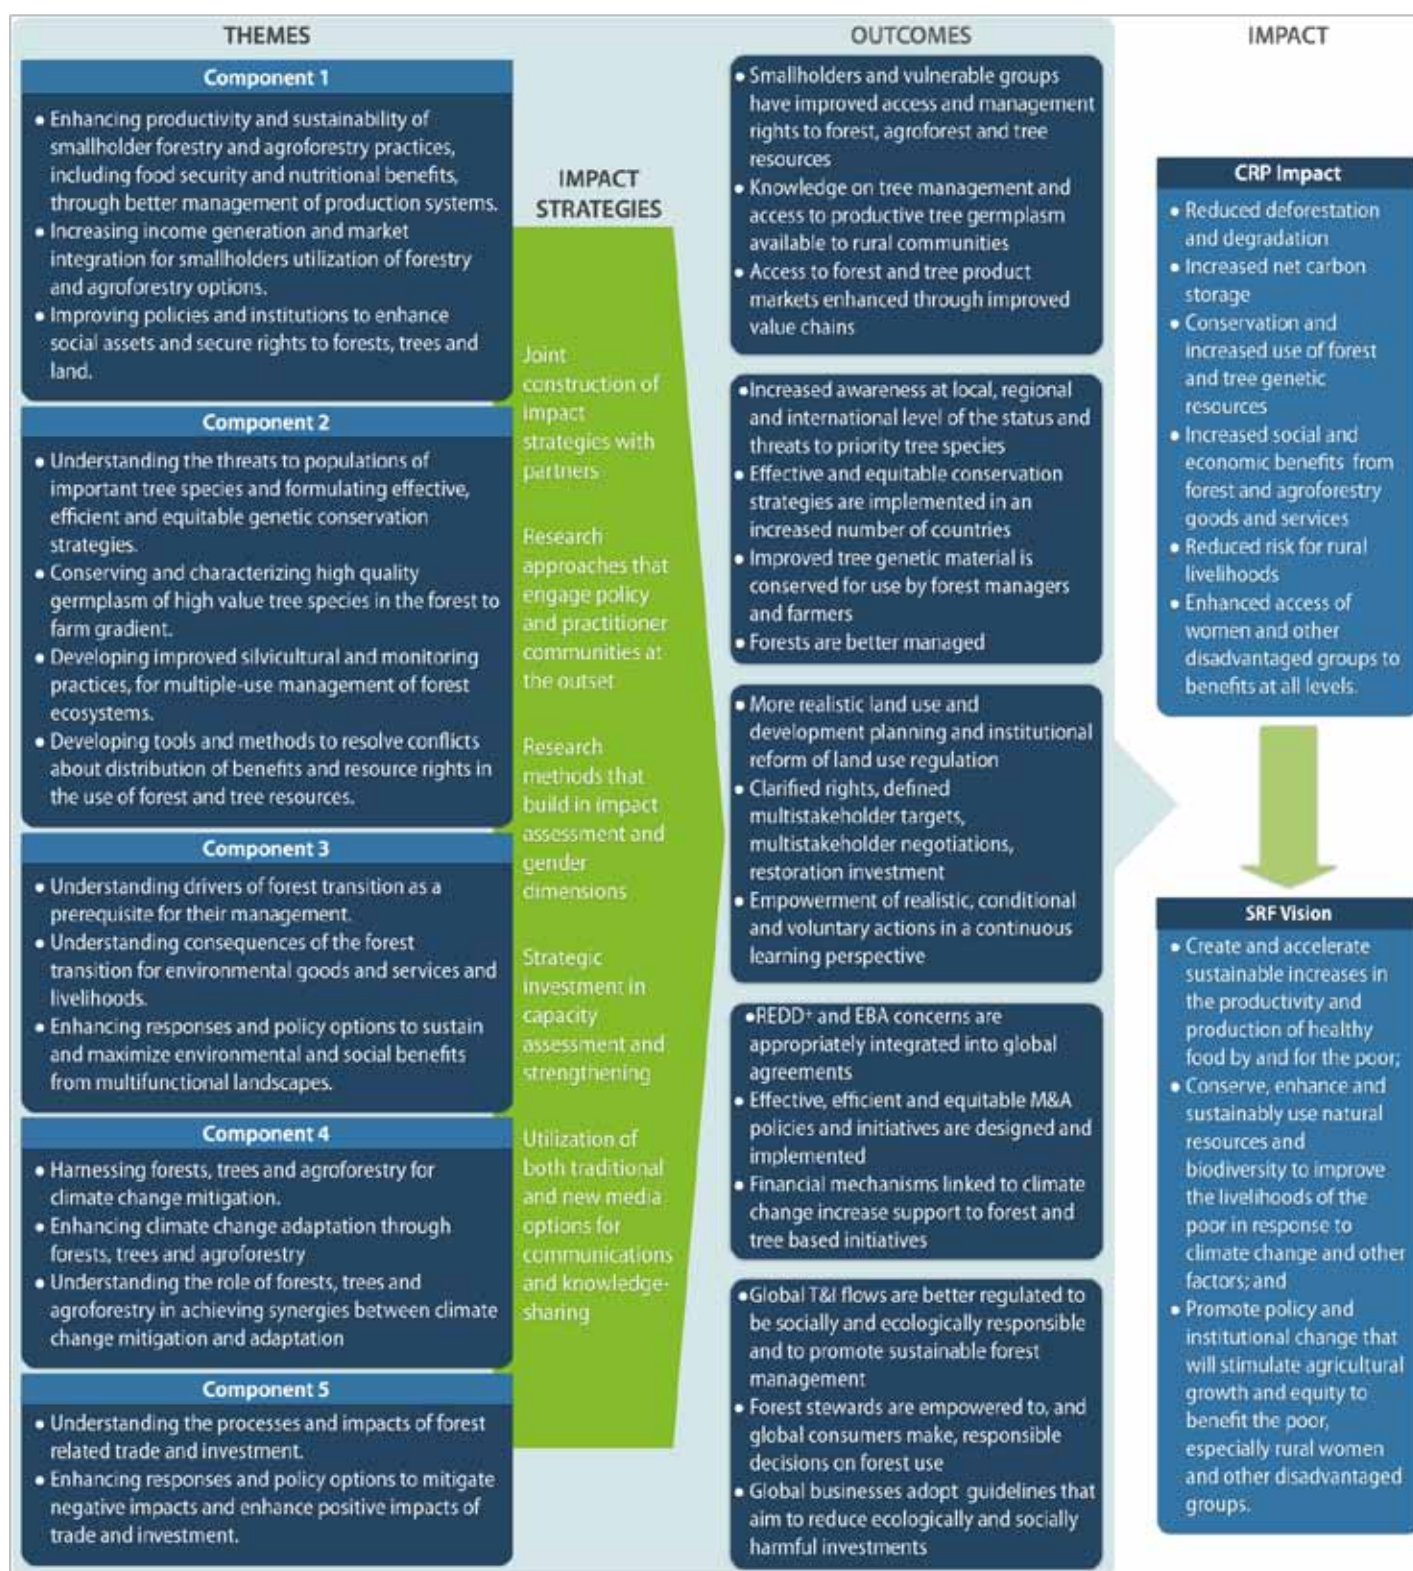 THEMES
Component 1
• Enhancing productivity and sustainability of
smallholder forestry and agroforestry practices,
including food security and nutritional benefits,
through better management of production systems.
• Increasing income generation and market
integration for smallholders utilization of forestry
and agroforestry options.
• Improving policies and institutions to enhance
social assets and secure rights to forests, trees and
land.
Component 2
• Understanding the threats to populations of
important tree species and formulating effective,
efficient and equitable genetic conservation
strategies.
• Conserving and characterizing high quality
germplasm of high value tree species in the forest to
farm gradient.
• Developing improved silvicultural and monitoring
practices, for multiple-use management of forest
ecosystems.
• Developing tools and methods to resolve conflicts
about distribution of benefits and resource rights in
the use of forest and tree resources.
Component 3
• Understanding drivers of forest transition as a
prerequisite for their management.
• Understanding consequences of the forest
transition for environmental goods and services and
livelihoods.
• Enhancing responses and policy options to sustain
and maximize environmental and social benefits
from multifunctional landscapes.
Component 4
• Harnessing forests, trees and agroforestry for
climate change mitigation.
• Enhancing climate change adaptation through
forests, trees and agroforestry
• Understanding the role of forests, trees and
agroforestry in achieving synergies between climate
change mitigation and adaptation
Component 5
• Understanding the processes and impacts of forest
related trade and investment.
• Enhancing responses and policy options to mitigate
negative impacts and enhance positive impacts of
trade and investment.
IMPACT
STRATEGIES
Joint
construction of
impact
strategies with
partners
Research
approaches that
engage policy
and practitioner
communities at
the outset
Research
methods that
build in impact
assessment and
gender
dimensions
Strategic
investment in
capacity
assessment and
strengthening
Utilization of
both traditional
and new media
options for
communications
and knowledge-
sharing
OUTCOMES
• Smallholders and vulnerable groups
have improved access and management
rights to forest, agroforest and tree
resources
• Knowledge on tree management and
access to productive tree germplasm
available to rural communities
• Access to forest and tree product
markets enhanced through improved
value chains
• Increased awareness at local, regional
and international level of the status and
threats to priority tree species
• Effective and equitable conservation
strategies are implemented in an
increased number of countries
• Improved tree genetic material is
conserved for use by forest managers
and farmers
• Forests are better managed
• More realistic land use and
development planning and institutional
reform of land use regulation
• Clarified rights, defined
multistakeholder targets,
multistakeholder negotiations,
restoration investment
• Empowerment of realistic, conditional
and voluntary actions in a continuous
learning perspective
• REDD+ and EBA concerns are
appropriately integrated into global
agreements
• Effective, efficient and equitable M&A
policies and initiatives are designed and
implemented
• Financial mechanisms linked to climate
change increase support to forest and
tree based initiatives
• Global T&I flows are better regulated to
be socially and ecologically responsible
and to promote sustainable forest
management
• Forest stewards are empowered to, and
global consumers make, responsible
decisions on forest use
• Global businesses adopt guidelines that
aim to reduce ecologically and socially
harmful investments
IMPACT
CRP Impact
• Reduced deforestation
and degradation
• Increased net carbon
storage
• Conservation and
increased use of forest
and tree genetic
resources
• Increased social and
economic benefits from
forest and agroforestry
goods and services
• Reduced risk for rural
livelihoods
• Enhanced access of
women and other
disadvantaged groups to
benefits at all levels.
SRF Vision
• Create and accelerate
sustainable increases in
the productivity and
production of healthy
food by and for the poor;
• Conserve, enhance and
sustainably use natural
resources and
biodiversity to improve
the livelihoods of the
poor in response to
climate change and other
factors; and
• Promote policy and
institutional change that
will stimulate agricultural
growth and equity to
benefit the poor,
especially rural women
and other disadvantaged
groups.